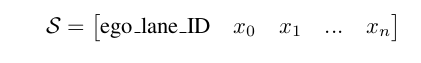 𝒮 = [ego_lane_ID x₀ x₁ ... xₙ]